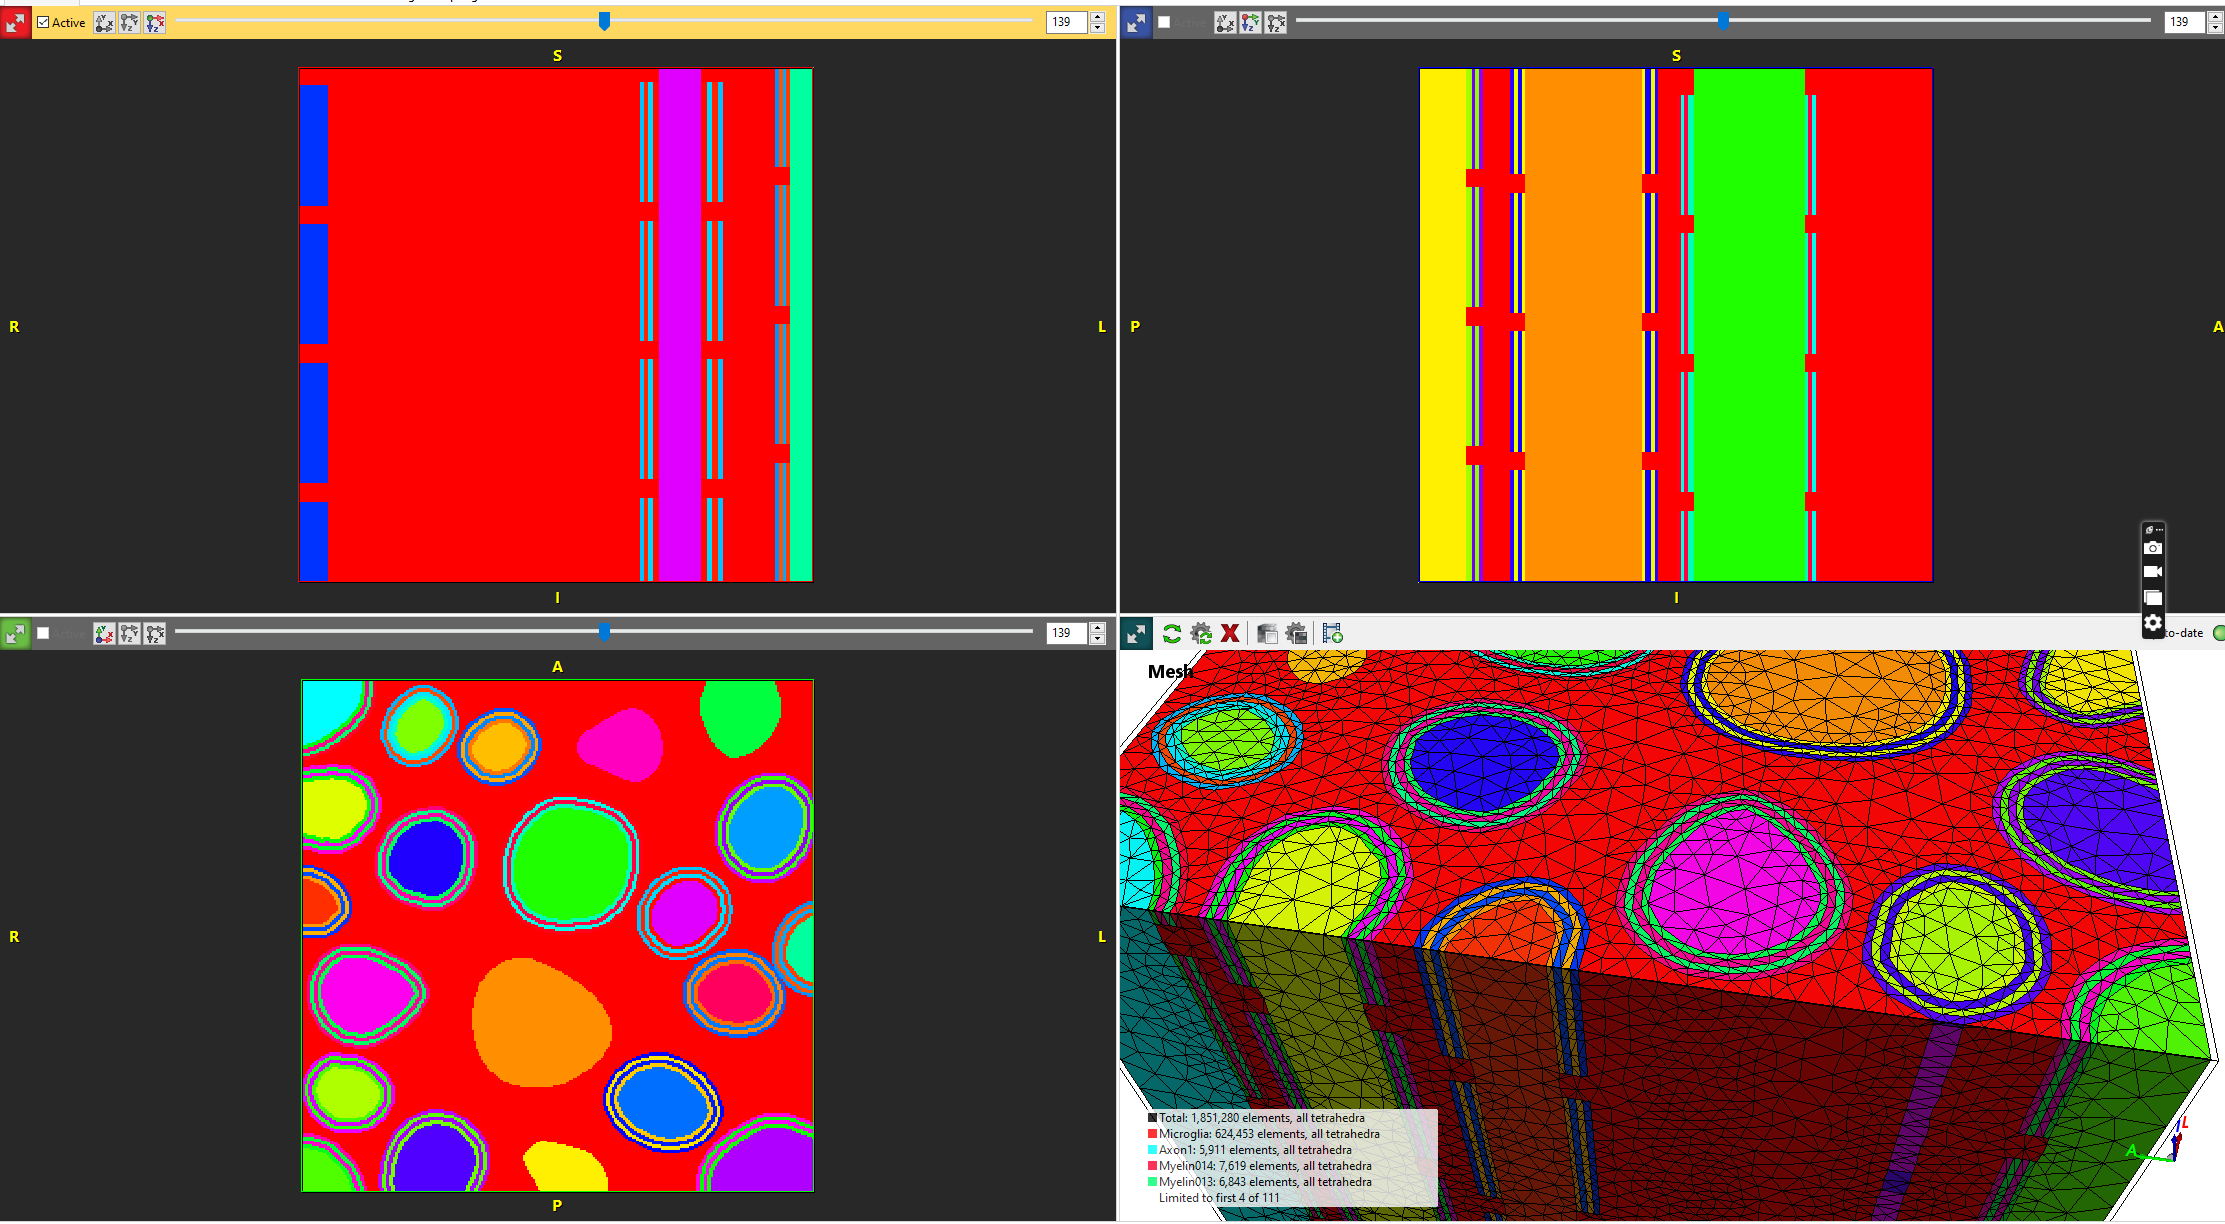 Active
139
S
R
L
I
139
S
P
A
I
139
A
R
L
P
to-date
Mesh
Total: 1,851,280 elements, all tetrahedra
Microglia: 624,453 elements, all tetrahedra
Axon1: 5,911 elements, all tetrahedra
Myelin014: 7,619 elements, all tetrahedra
Myelin013: 6,843 elements, all tetrahedra
Limited to first 4 of 111
L
A